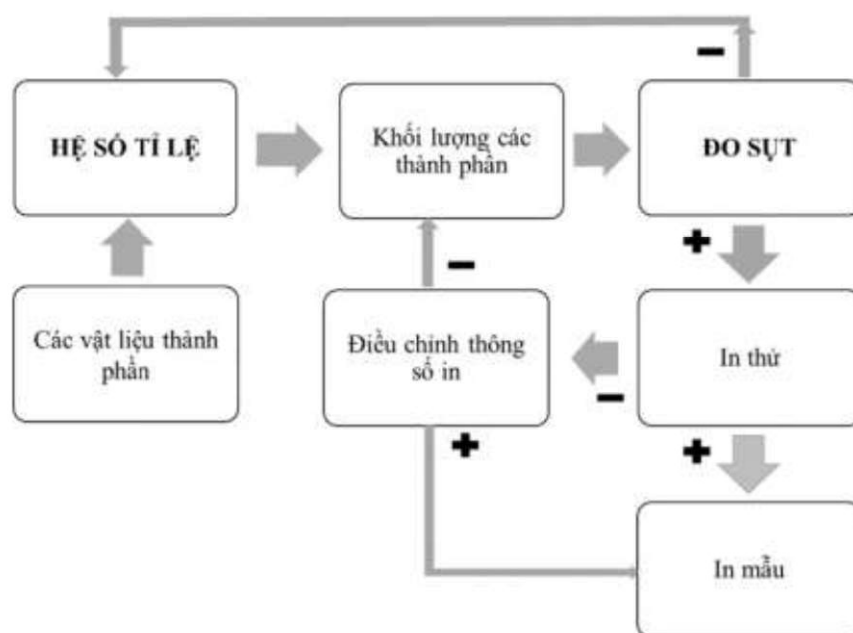 HỆ SỐ TỈ LỆ
Khối lượng các
thành phần
ĐO SỤT
Các vật liệu thành
phần
Điều chỉnh thông
số in
In thử
In mẫu